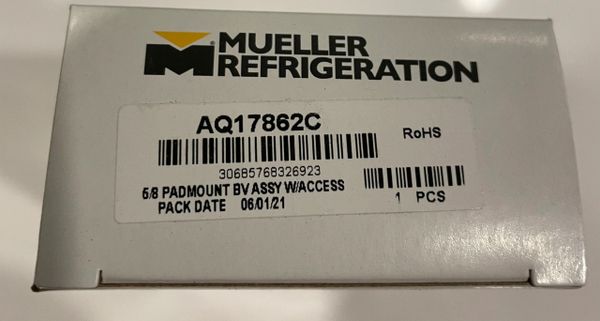 MUELLER
REFRIGERATION
AQ17862C
RoHS
30685768326923
5/8 PADMOUNT BV ASSY W/ACCESS
1 PCS
PACK DATE 06/01/21